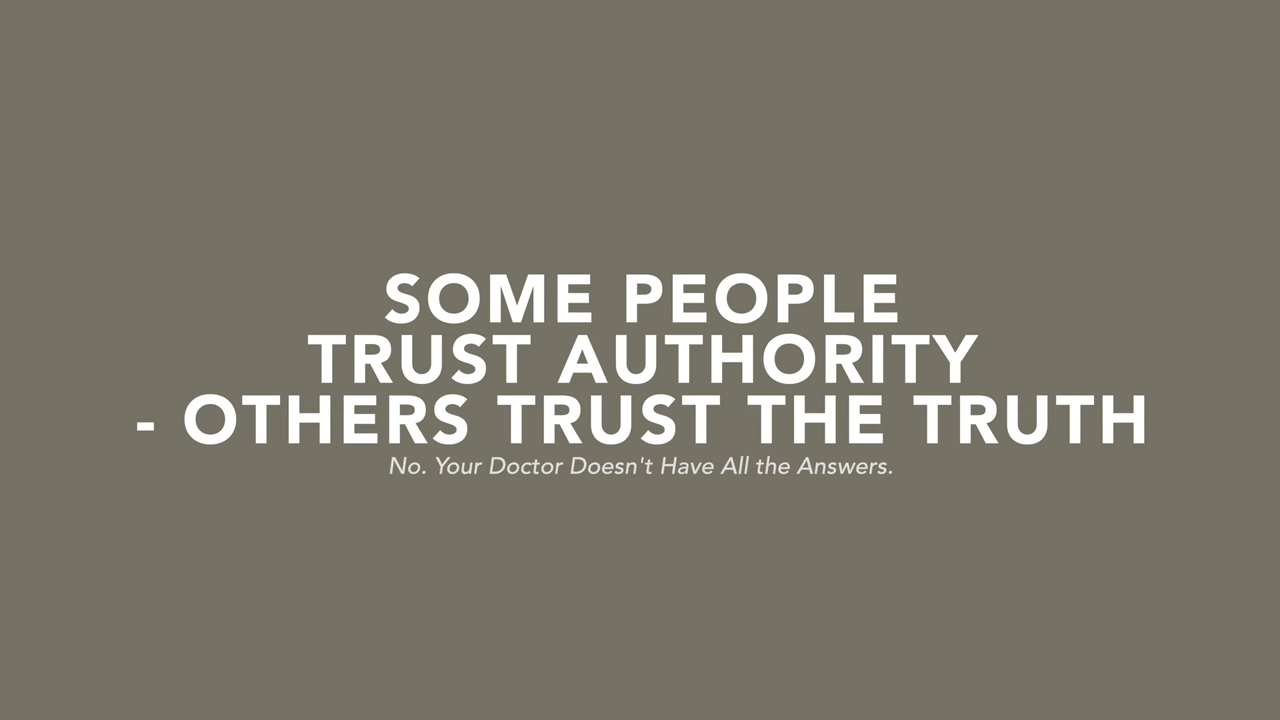 SOME PEOPLE
TRUST AUTHORITY
- OTHERS TRUST THE TRUTH
No. Your Doctor Doesn't Have All the Answers.